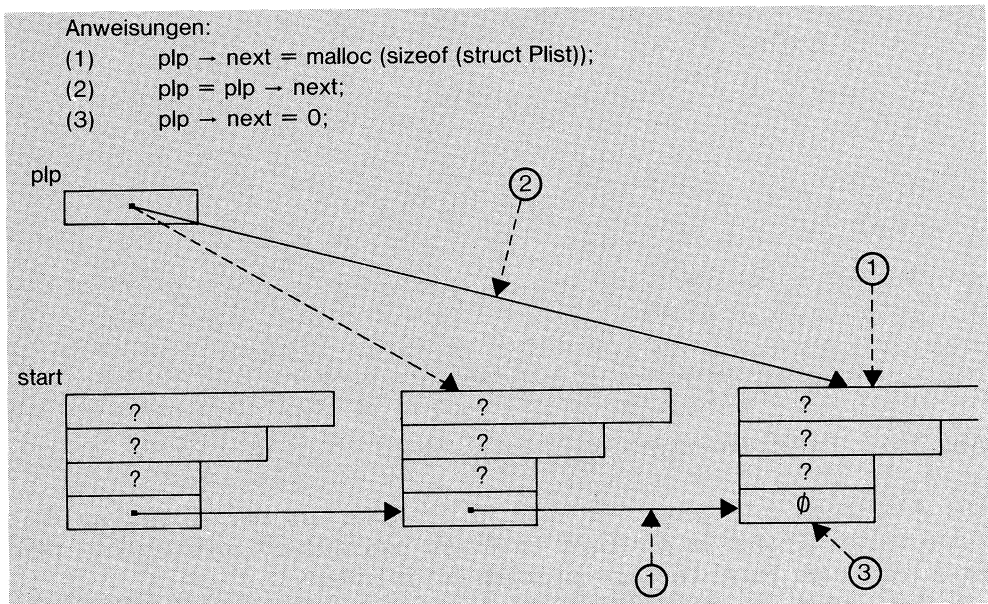 Anweisungen:
(1) plp → next = malloc (sizeof (struct Plist));
(2) plp = plp → next;
(3) plp → next = 0;
plp
2
1
start
? ? ?
? ? ?
? ? ?
∅
1
3